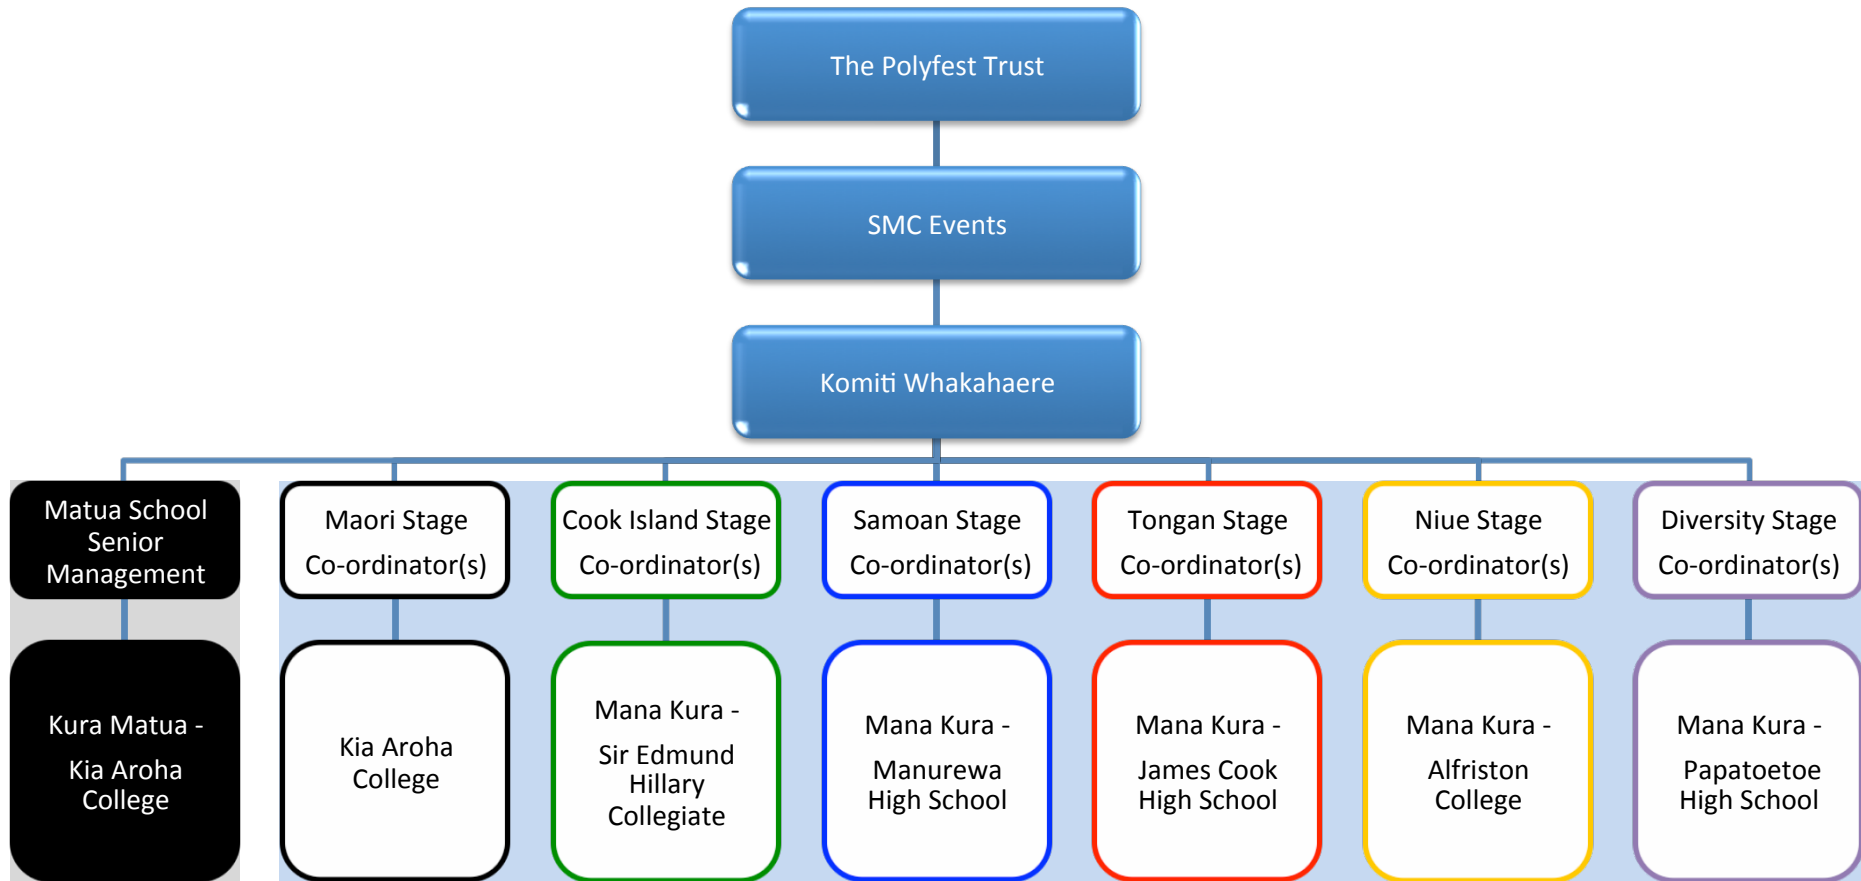 The Polyfest Trust
SMC Events
Komiti Whakahaere
Matua School
Senior
Management
Maori Stage
Co-ordinator(s)
Cook Island Stage
Co-ordinator(s)
Samoan Stage
Co-ordinator(s)
Tongan Stage
Co-ordinator(s)
Niue Stage
Co-ordinator(s)
Diversity Stage
Co-ordinator(s)
Kura Matua -
Kia Aroha
College
Kia Aroha
College
Mana Kura -
Sir Edmund
Hillary
Collegiate
Mana Kura -
Manurewa
High School
Mana Kura -
James Cook
High School
Mana Kura -
Alfriston
College
Mana Kura -
Papatoetoe
High School